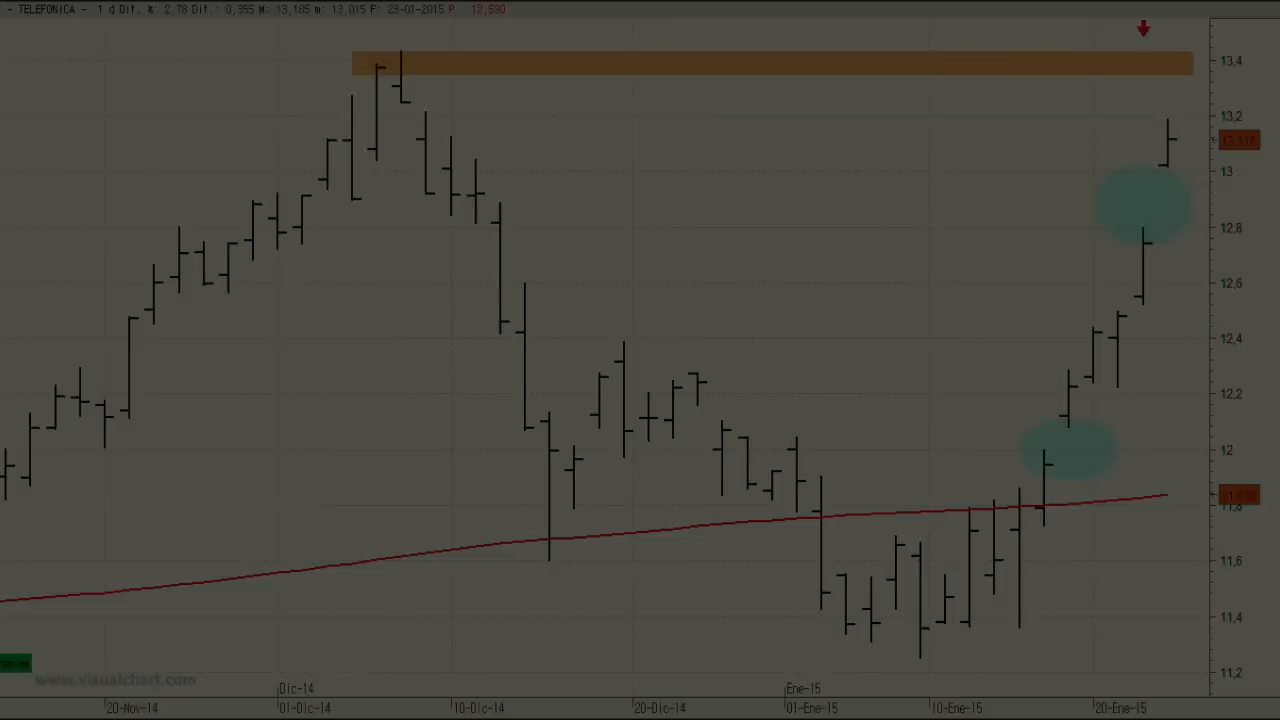 - TELEFONICA - 1 d Dif. %: 2,78 Dif.: 0,355 M: 13,185 m: 13,015 F: 23-01-2015 P
13,4
13,2
13
12,8
12,6
12,4
12,2
12
11,8
11,6
11,4
11,2
www.visualchart.com
Dic-14
Ene-15
20-Nov-14
01-Dic-14
10-Dic-14
20-Dic-14
01-Ene-15
10-Ene-15
20-Ene-15